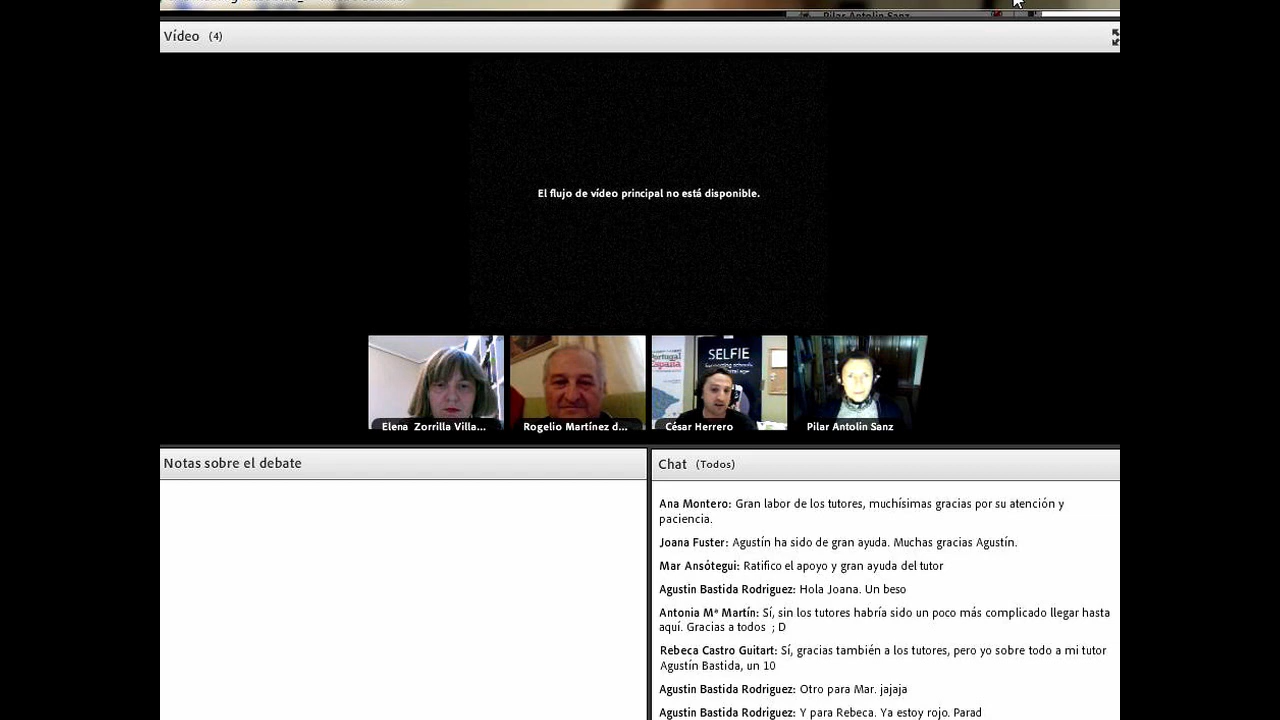 Pilar Antolin Sanz
Vídeo (4)
El flujo de vídeo principal no está disponible.
Portugal
España
SELFIE
Elena Zorrilla Villa...
Rogelio Martínez d...
César Herrero
Pilar Antolin Sanz
Notas sobre el debate
Chat (Todos)
Ana Montero: Gran labor de los tutores, muchísimas gracias por su atención y
paciencia.
Joana Fuster: Agustín ha sido de gran ayuda. Muchas gracias Agustín.
Mar Ansótegui: Ratifico el apoyo y gran ayuda del tutor
Agustin Bastida Rodriguez: Hola Joana. Un beso
Antonia Mª Martín: Sí, sin los tutores habría sido un poco más complicado llegar hasta
aquí. Gracias a todos ; D
Rebeca Castro Guitart: Sí, gracias también a los tutores, pero yo sobre todo a mi tutor
Agustín Bastida, un 10
Agustin Bastida Rodriguez: Otro para Mar. jajaja
Agustin Bastida Rodriguez: Y para Rebeca. Ya estoy rojo. Parad